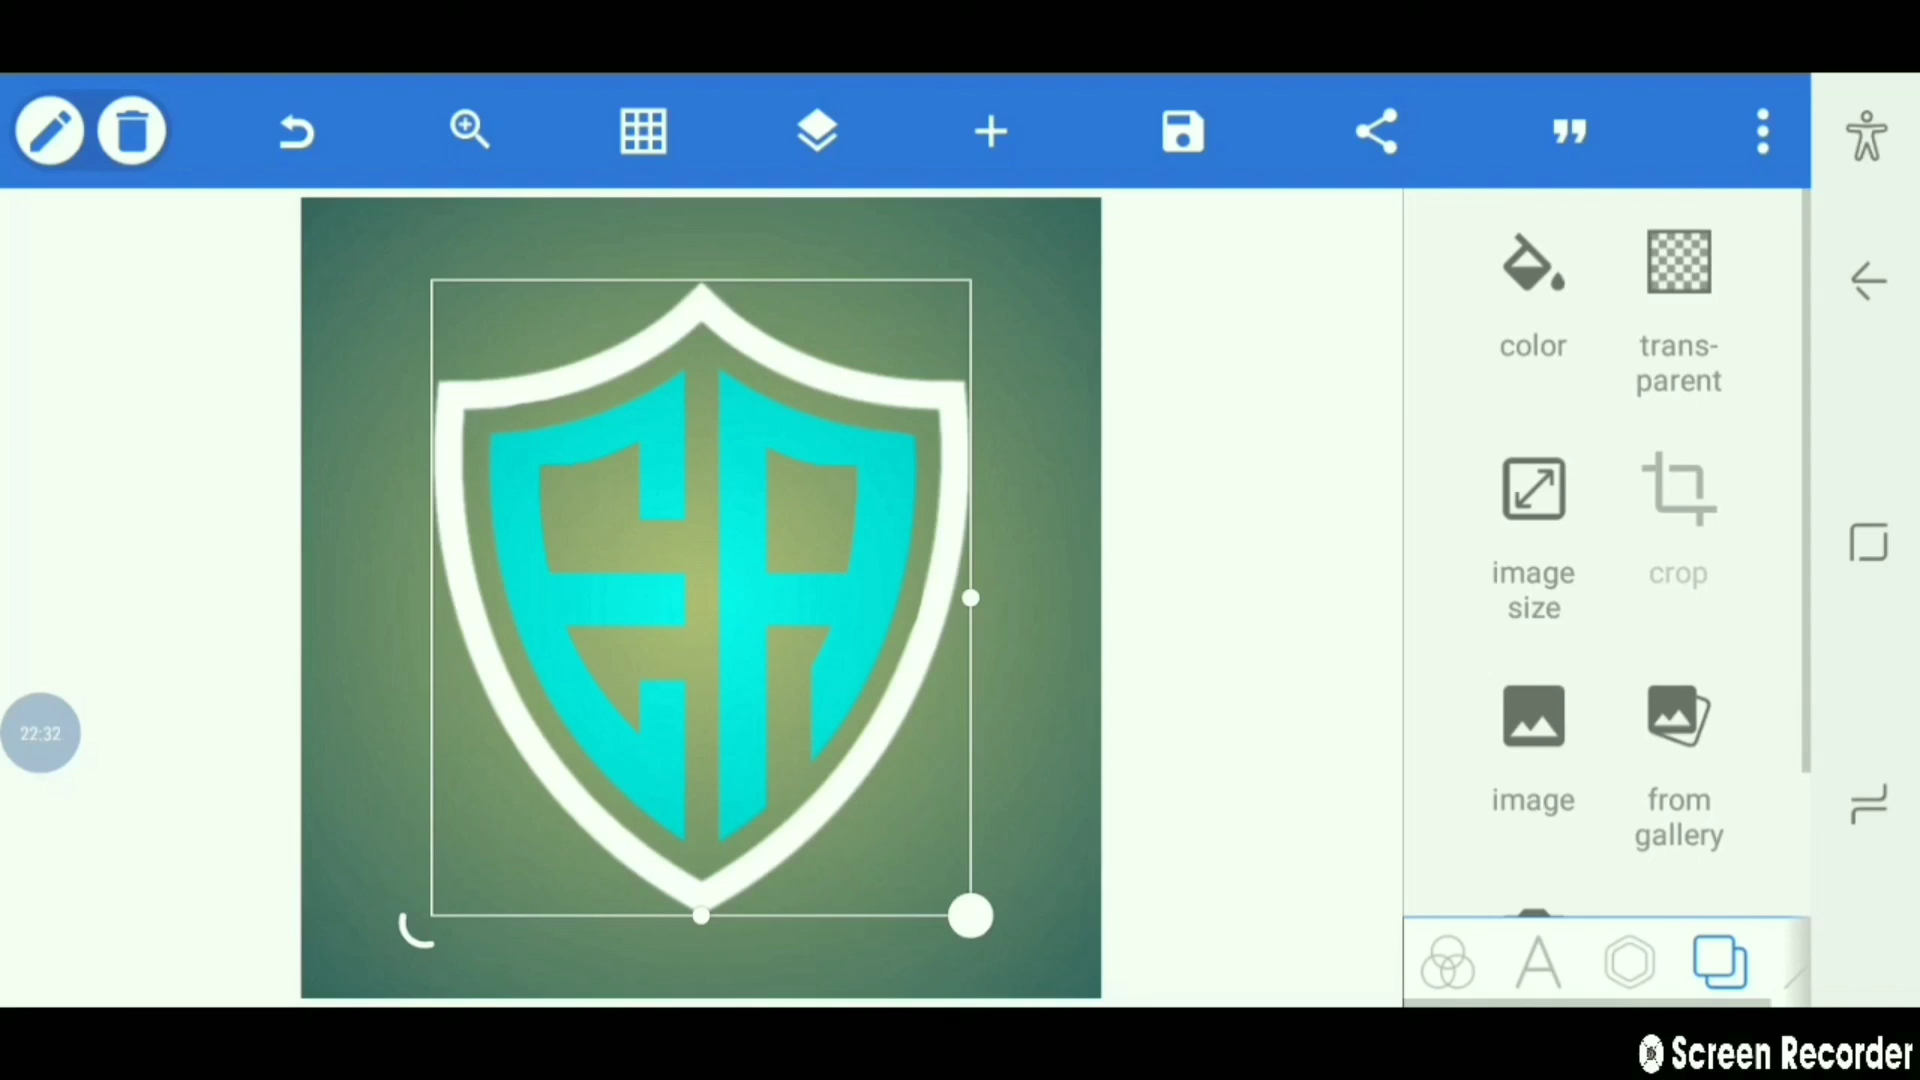 color
trans-
parent
image
size
crop
image
from
gallery
22:32
Screen Recorder